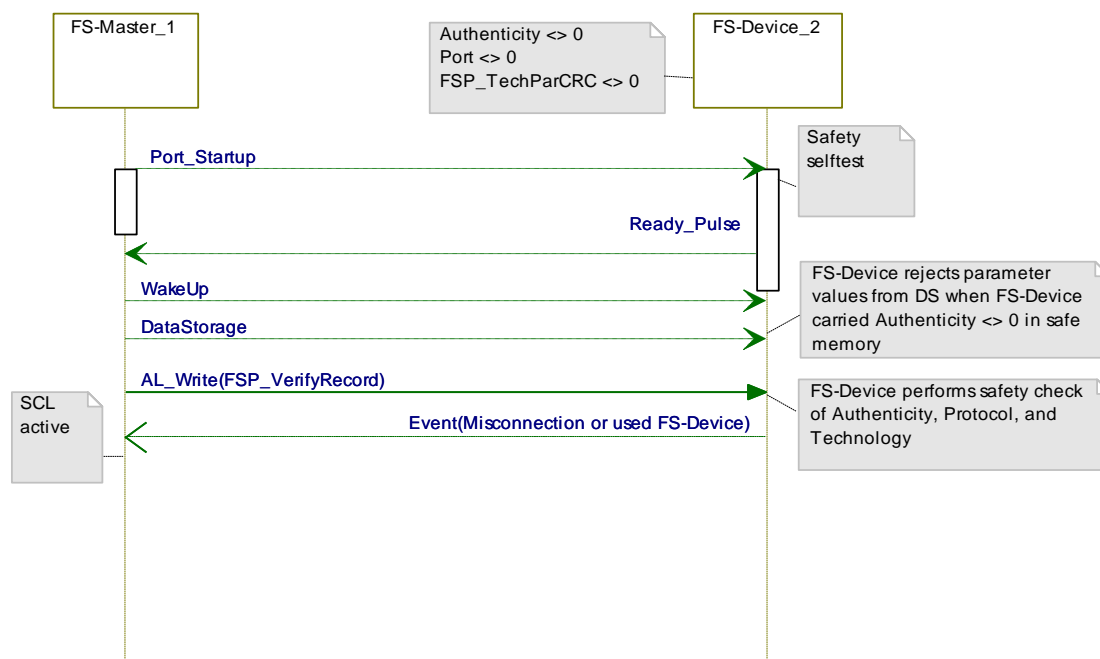 FS-Master_1
Authenticity <> 0
Port <> 0
FSP_TechParCRC <> 0
FS-Device_2
Port_Startup
Safety
selftest
Ready_Pulse
WakeUp
FS-Device rejects parameter
values from DS when FS-Device
carried Authenticity <> 0 in safe
memory
DataStorage
AL_Write(FSP_VerifyRecord)
FS-Device performs safety check
of Authenticity, Protocol, and
Technology
SCL
active
Event(Misconnection or used FS-Device)